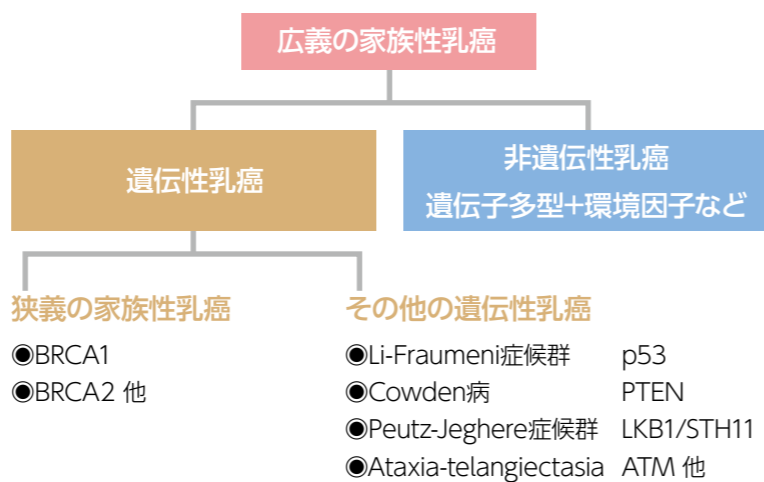 広義の家族性乳癌
遺伝性乳癌
非遺伝性乳癌
遺伝子多型+環境因子など
狭義の家族性乳癌
◉BRCA1
◉BRCA2 他
その他の遺伝性乳癌
◉Li-Fraumeni症候群 p53
◉Cowden病 PTEN
◉Peutz-Jeghere症候群 LKB1/STH11
◉Ataxia-telangiectasia ATM 他